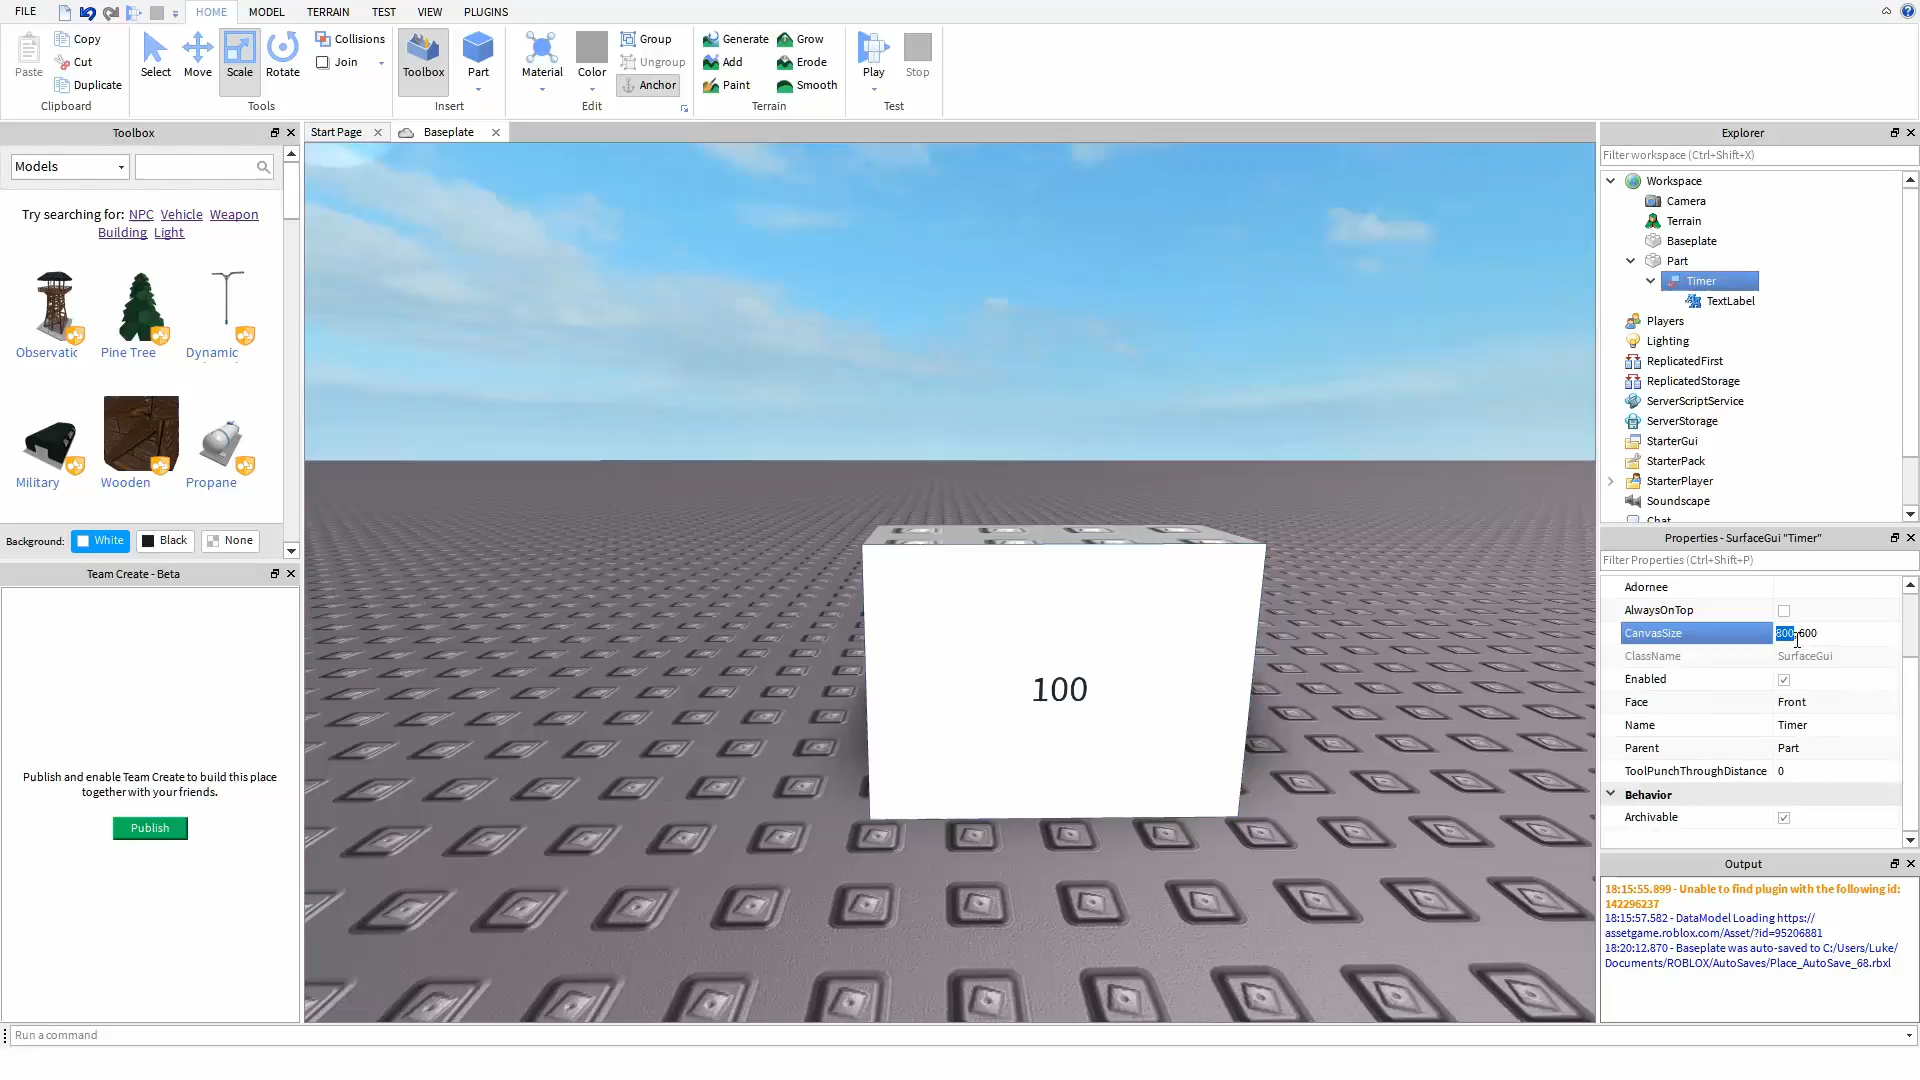 FILE HOME MODEL TERRAIN TEST VIEW PLUGINS
Paste Copy Cut Duplicate Clipboard
Select Move Scale Rotate Collisions Join Tools
Toolbox Part Insert
Material Color Group Ungroup Anchor Edit
Generate Grow Add Erode Paint Smooth Terrain
Play Stop Test
Toolbox
Models
Try searching for: NPC Vehicle Weapon
Building Light
Observatic Pine Tree Dynamic
Military Wooden Propane
Background: White Black None
Team Create - Beta
Publish and enable Team Create to build this place
together with your friends.
Publish
Start Page Baseplate
100
Explorer
Filter workspace (Ctrl+Shift+X)
Workspace
Camera
Terrain
Baseplate
Part
Timer
TextLabel
Players
Lighting
ReplicatedFirst
ReplicatedStorage
ServerScriptService
ServerStorage
StarterGui
StarterPack
StarterPlayer
Soundscape
Chat
Properties - SurfaceGui "Timer"
Filter Properties (Ctrl+Shift+P)
Adornee
AlwaysOnTop
CanvasSize 800, 600
ClassName SurfaceGui
Enabled
Face Front
Name Timer
Parent Part
ToolPunchThroughDistance 0
Behavior
Archivable
Output
18:15:55.899 - Unable to find plugin with the following id:
142296237
18:15:57.582 - DataModel Loading https://
assetgame.roblox.com/Asset/?id=95206881
18:20:12.870 - Baseplate was auto-saved to C:/Users/Luke/
Documents/ROBLOX/AutoSaves/Place_AutoSave_68.rbxl
Run a command